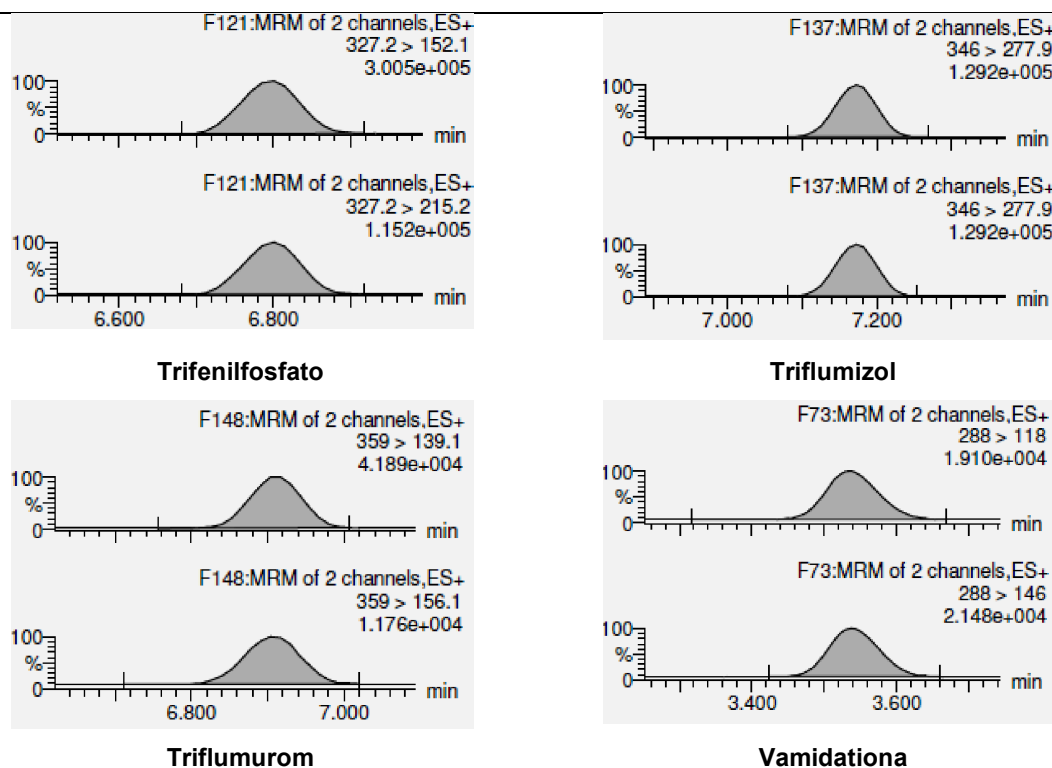 F121:MRM of 2 channels,ES+
327.2 > 152.1
3.005e+005
100
%
0
min
F121:MRM of 2 channels,ES+
327.2 > 215.2
1.152e+005
100
%
0
min
6.600 6.800
Trifenilfosfato
F137:MRM of 2 channels,ES+
346 > 277.9
1.292e+005
100
%
0
min
F137:MRM of 2 channels,ES+
346 > 277.9
1.292e+005
100
%
0
min
7.000 7.200
Triflumizol
F148:MRM of 2 channels,ES+
359 > 139.1
4.189e+004
100
%
0
min
F148:MRM of 2 channels,ES+
359 > 156.1
1.176e+004
100
%
0
min
6.800 7.000
Triflumurom
F73:MRM of 2 channels,ES+
288 > 118
1.910e+004
100
%
0
min
F73:MRM of 2 channels,ES+
288 > 146
2.148e+004
100
%
0
min
3.400 3.600
Vamidationa